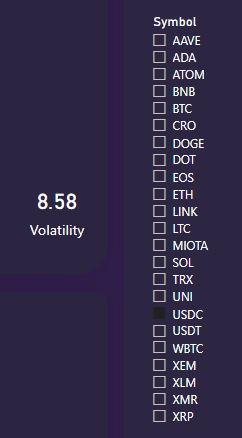 8.58
Volatility
Symbol
AAVE
ADA
ATOM
BNB
BTC
CRO
DOGE
DOT
EOS
ETH
LINK
LTC
MIOTA
SOL
TRX
UNI
USDC
USDT
WBTC
XEM
XLM
XMR
XRP